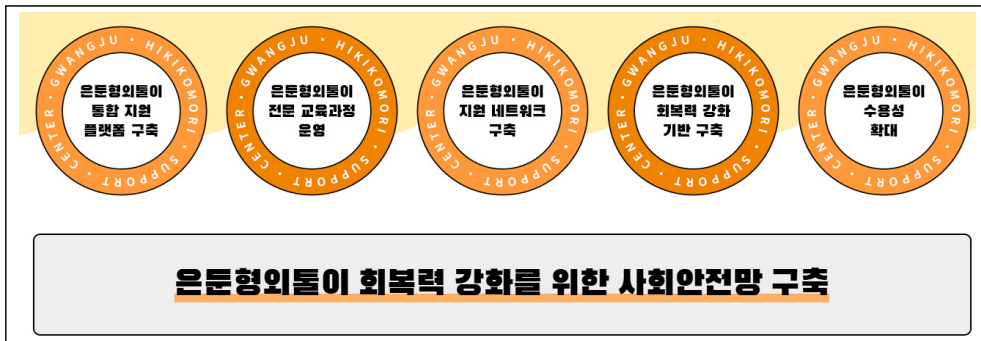 GWANGJU · HIKIKOMORI · SUPPORT · CENTER ·
은둔형외톨이
통합 지원
플랫폼 구축
GWANGJU · HIKIKOMORI · SUPPORT · CENTER ·
은둔형외톨이
전문 교육과정
운영
GWANGJU · HIKIKOMORI · SUPPORT · CENTER ·
은둔형외톨이
지원 네트워크
구축
GWANGJU · HIKIKOMORI · SUPPORT · CENTER ·
은둔형외톨이
회복력 강화
기반 구축
GWANGJU · HIKIKOMORI · SUPPORT · CENTER ·
은둔형외톨이
수용성
확대
은둔형외톨이 회복력 강화를 위한 사회안전망 구축